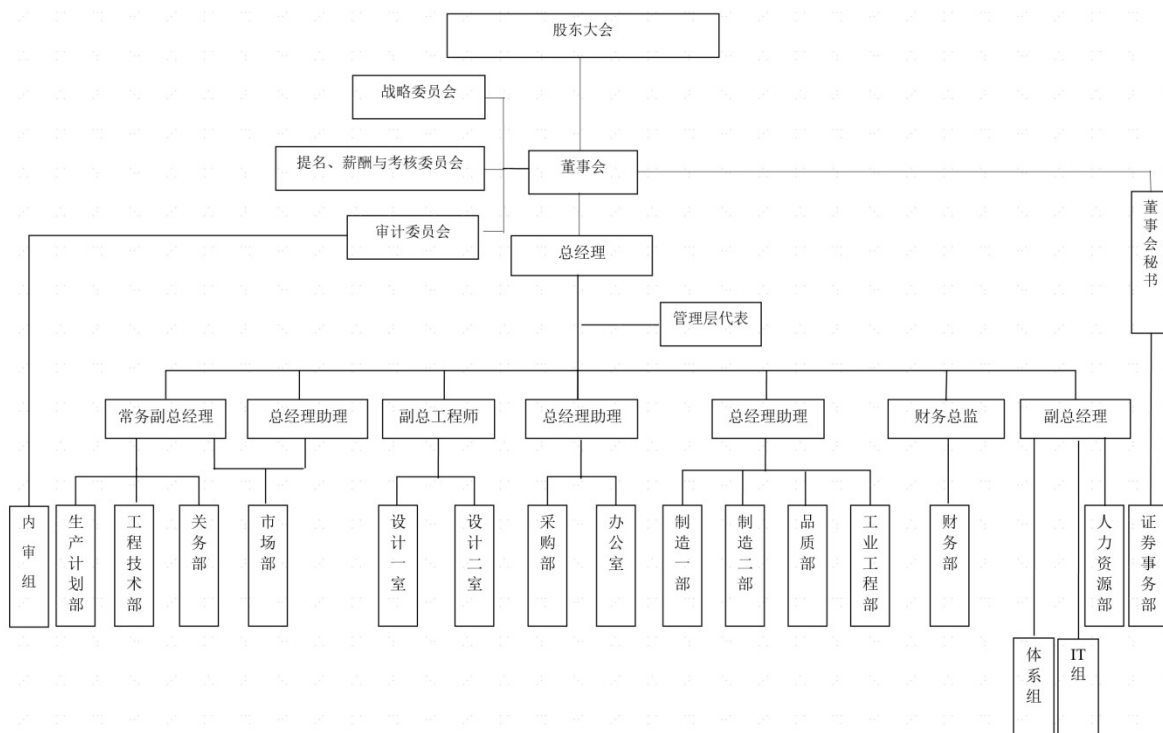 股东大会
战略委员会
提名、薪酬与考核委员会
董事会
审计委员会
总经理
董事会秘书
管理层代表
常务副总经理
总经理助理
副总工程师
总经理助理
总经理助理
财务总监
副总经理
内审组
生产计划部
工程技术部
关务部
市场部
设计一室
设计二室
采购部
办公室
制造一部
制造二部
品质部
工业工程部
财务部
人力资源部
证券事务部
体系组
IT组